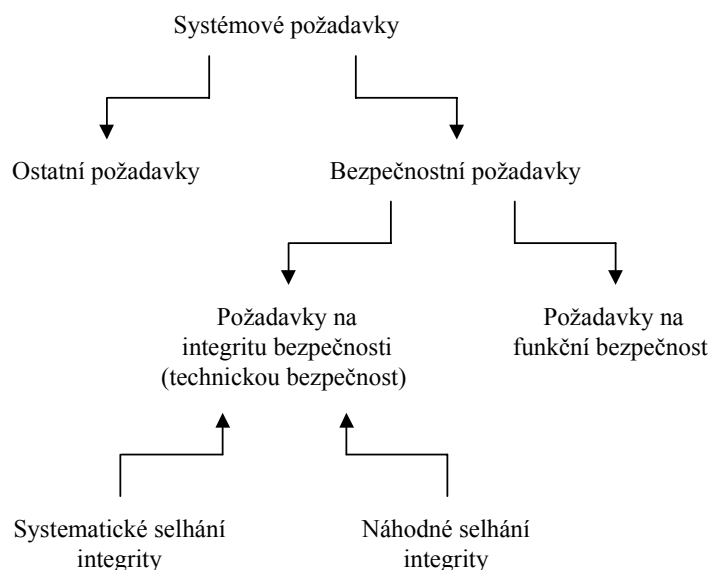 Systémové požadavky
Ostatní požadavky
Bezpečnostní požadavky
Požadavky na
integritu bezpečnosti
(technickou bezpečnost)
Požadavky na
funkční bezpečnost
Systematické selhání
integrity
Náhodné selhání
integrity